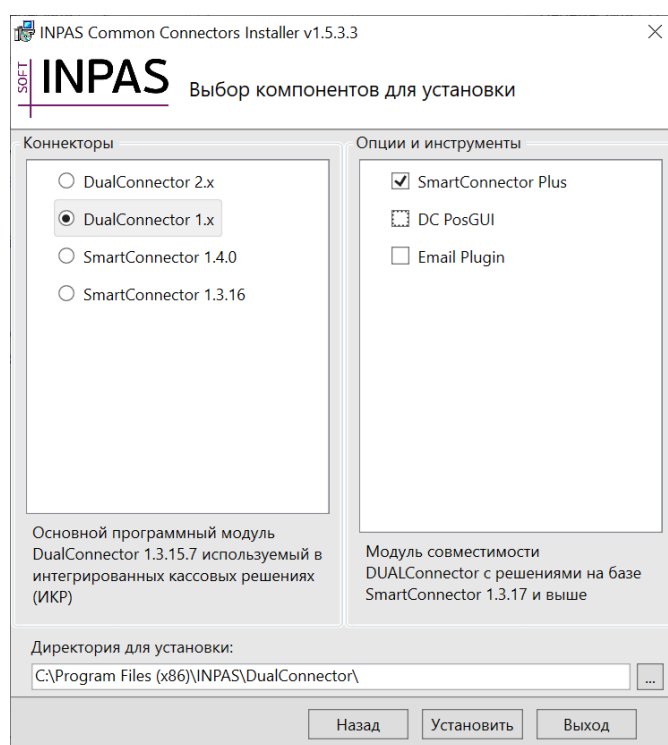 INPAS Common Connectors Installer v1.5.3.3
SOFT
INPAS
Выбор компонентов для установки
Коннекторы
DualConnector 2.x
DualConnector 1.x
SmartConnector 1.4.0
SmartConnector 1.3.16
Основной программный модуль
DualConnector 1.3.15.7 используемый в
интегрированных кассовых решениях
(ИКР)
Опции и инструменты
SmartConnector Plus
DC PosGUI
Email Plugin
Модуль совместимости
DUALConnector с решениями на базе
SmartConnector 1.3.17 и выше
Директория для установки:
C:\Program Files (x86)\INPAS\DualConnector\
...
Назад
Установить
Выход